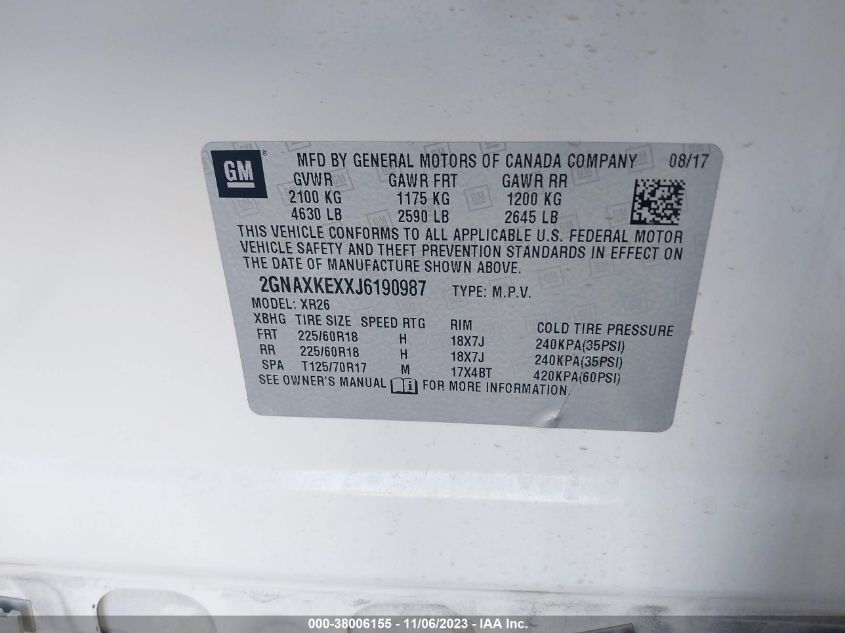 GM ® MFD BY GENERAL MOTORS OF CANADA COMPANY 08/17
GVWR GAWR FRT GAWR RR
2100 KG 1175 KG 1200 KG
4630 LB 2590 LB 2645 LB
THIS VEHICLE CONFORMS TO ALL APPLICABLE U.S. FEDERAL MOTOR
VEHICLE SAFETY AND THEFT PREVENTION STANDARDS IN EFFECT ON
THE DATE OF MANUFACTURE SHOWN ABOVE.
2GNAXKEXXJ6190987 TYPE: M.P.V.
MODEL: XR26
XBHG TIRE SIZE SPEED RTG RIM COLD TIRE PRESSURE
FRT 225/60R18 H 18X7J 240KPA(35PSI)
RR 225/60R18 H 18X7J 240KPA(35PSI)
SPA T125/70R17 M 17X4BT 420KPA(60PSI)
SEE OWNER'S MANUAL FOR MORE INFORMATION.
000-38006155 - 11/06/2023 - IAA Inc.